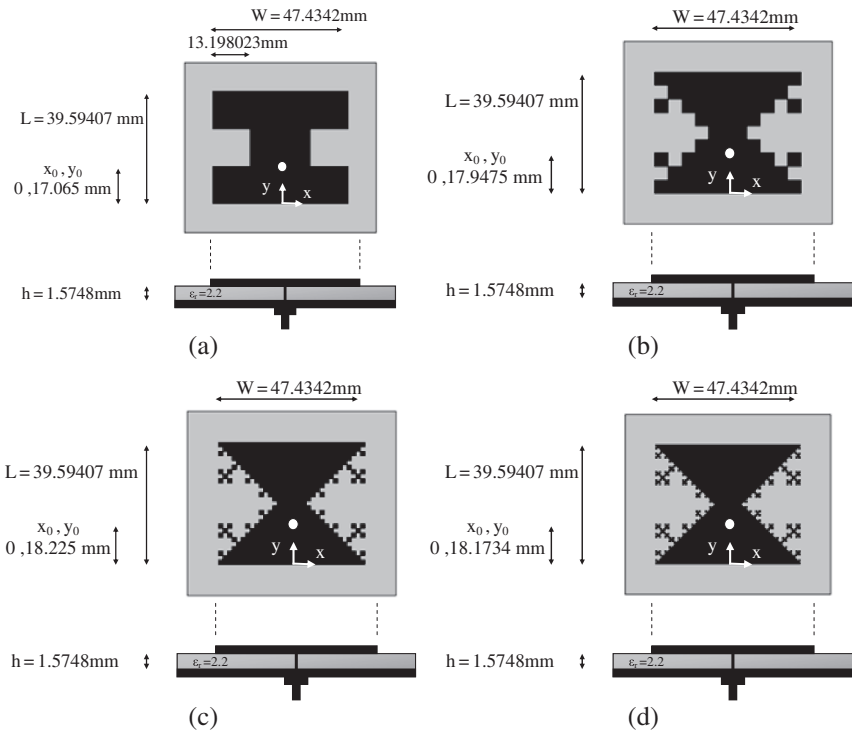 W = 47.4342mm
13.198023mm
L = 39.59407 mm
x0 , y0
0 ,17.065 mm
y
x
h = 1.5748mm
εr=2.2
(a)
W = 47.4342mm
L = 39.59407 mm
x0 , y0
0 ,17.9475 mm
y
x
h = 1.5748mm
εr=2.2
(b)
W = 47.4342mm
L = 39.59407 mm
x0 , y0
0 ,18.225 mm
y
x
h = 1.5748mm
εr=2.2
(c)
W = 47.4342mm
L = 39.59407 mm
x0 , y0
0 ,18.1734 mm
y
x
h = 1.5748mm
εr=2.2
(d)